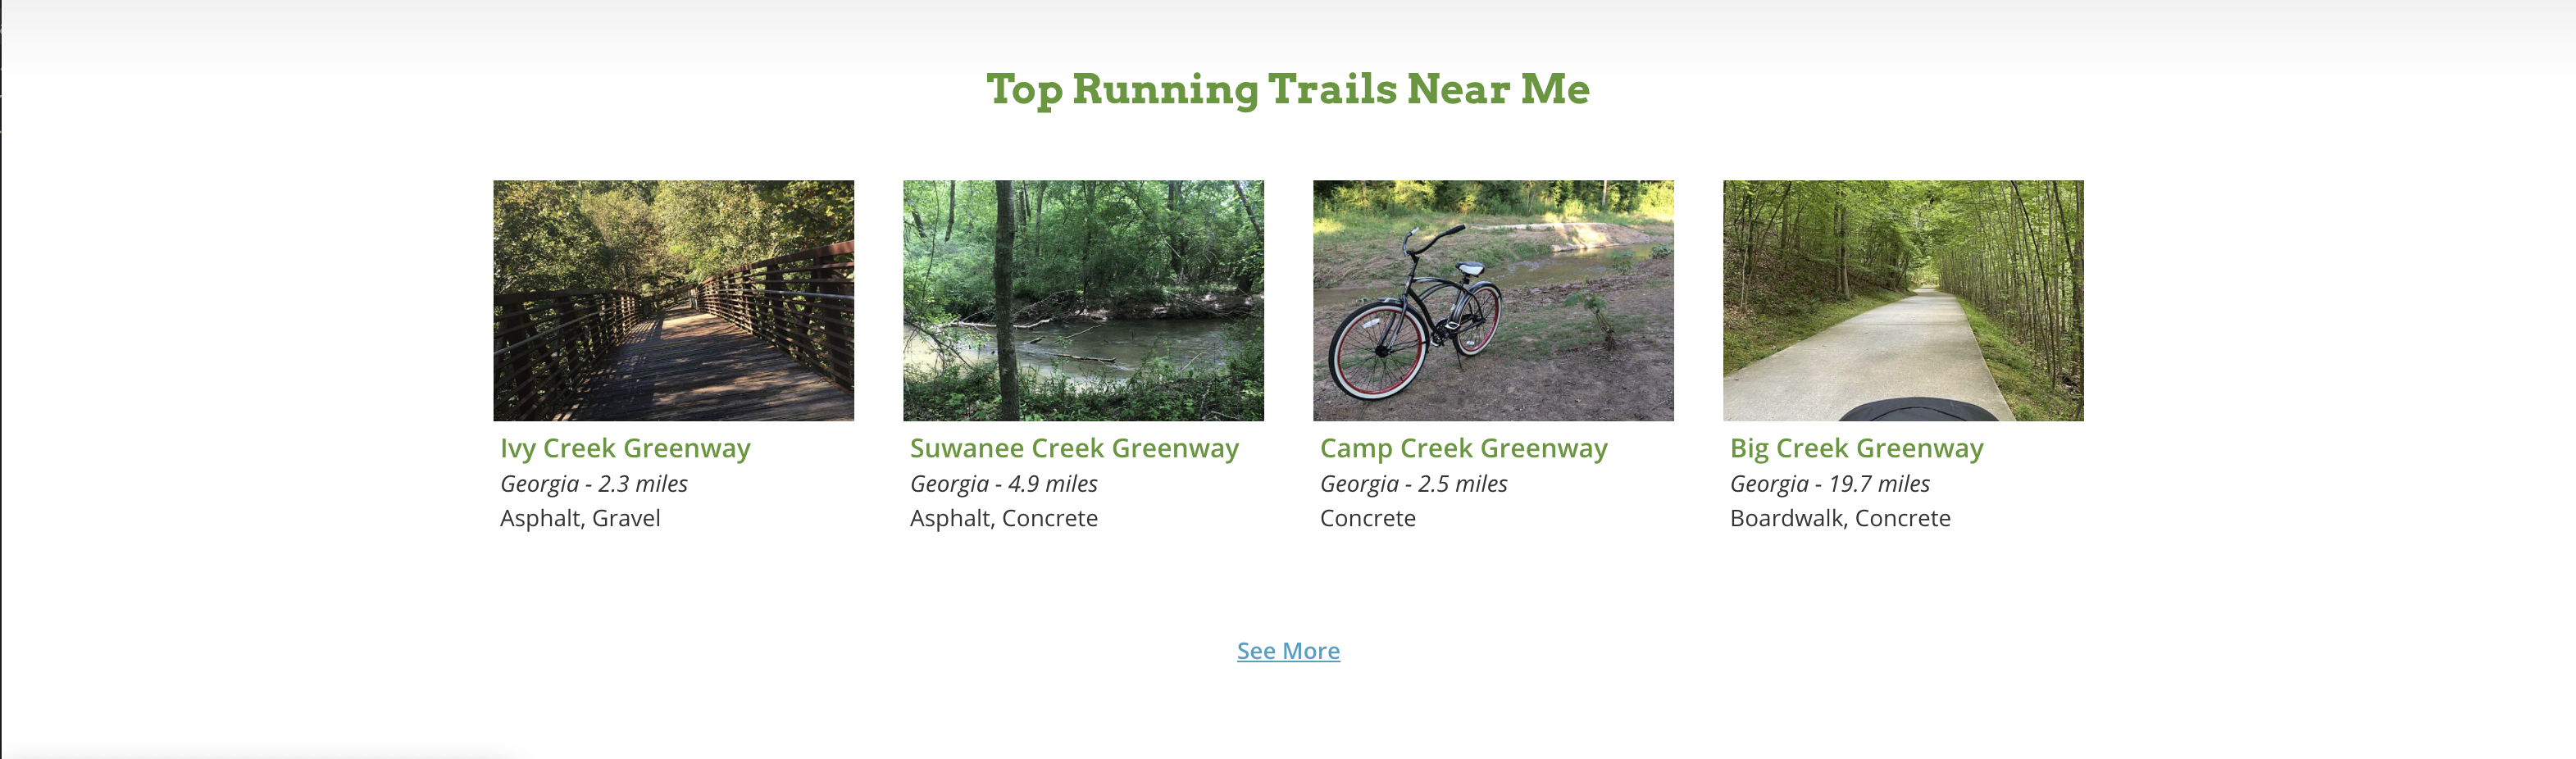 Top Running Trails Near Me
Ivy Creek Greenway
Georgia - 2.3 miles
Asphalt, Gravel
Suwanee Creek Greenway
Georgia - 4.9 miles
Asphalt, Concrete
Camp Creek Greenway
Georgia - 2.5 miles
Concrete
Big Creek Greenway
Georgia - 19.7 miles
Boardwalk, Concrete
See More